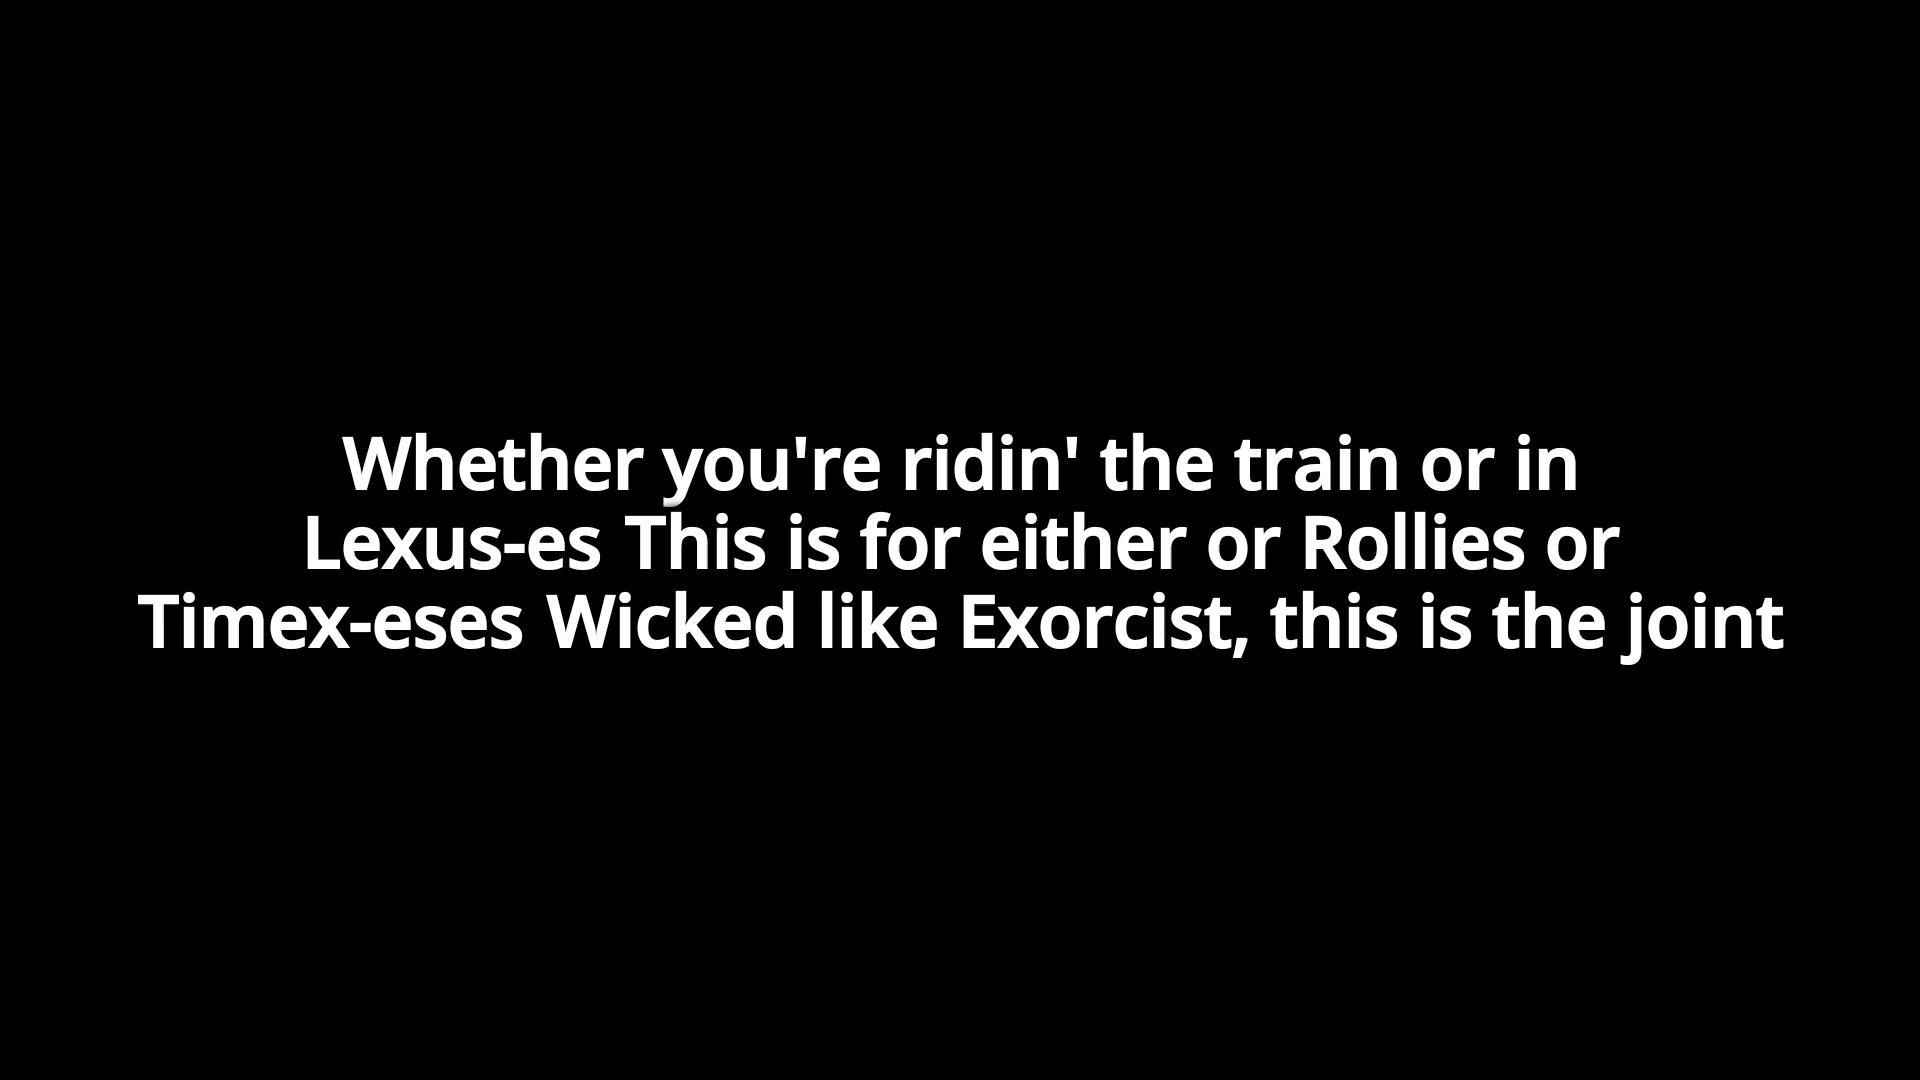 Whether you're ridin' the train or in
Lexus-es This is for either or Rollies or
Timex-eses Wicked like Exorcist, this is the joint